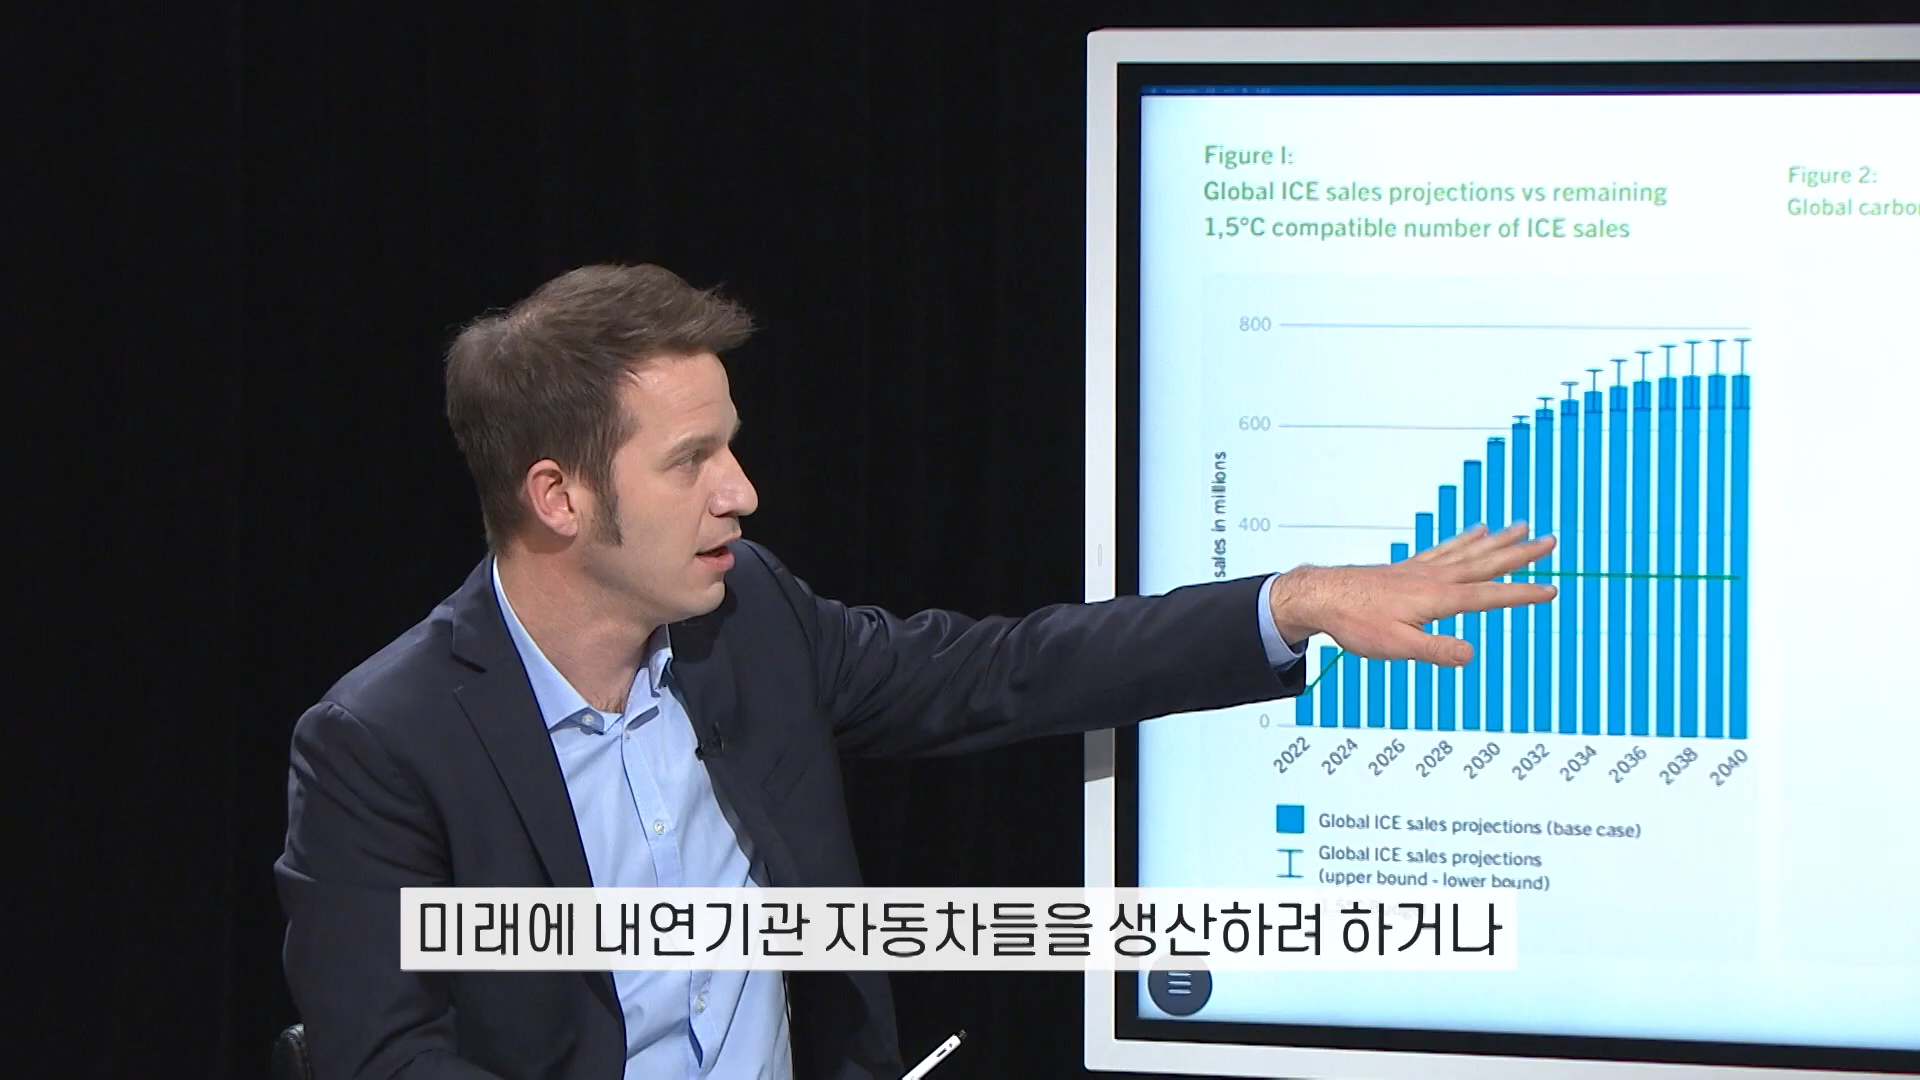 Figure 1:
Global ICE sales projections vs remaining
1,5°C compatible number of ICE sales
Figure 2:
Global
800
600
400
0
sales in millions
2022
2024
2026
2028
2030
2032
2034
2036
2038
2040
Global ICE sales projections (base case)
Global ICE sales projections
(upper bound - lower bound)
미래에 내연기관 자동차들을 생산하려 하거나